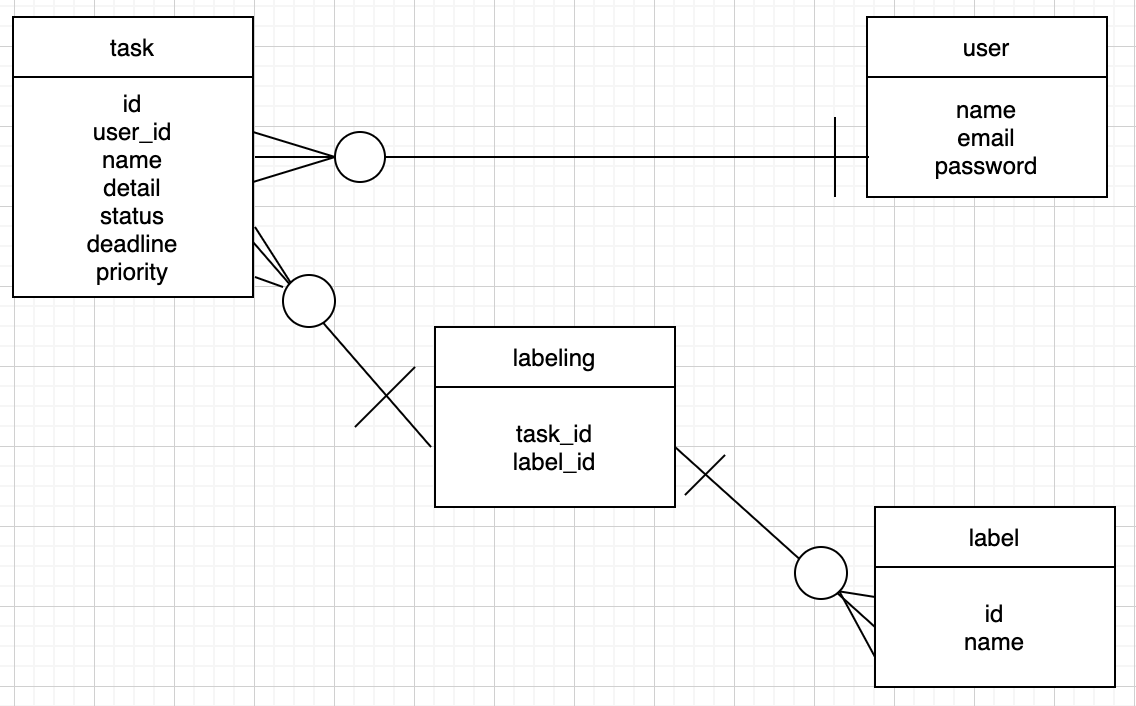 task
id
user_id
name
detail
status
deadline
priority
user
name
email
password
labeling
task_id
label_id
label
id
name